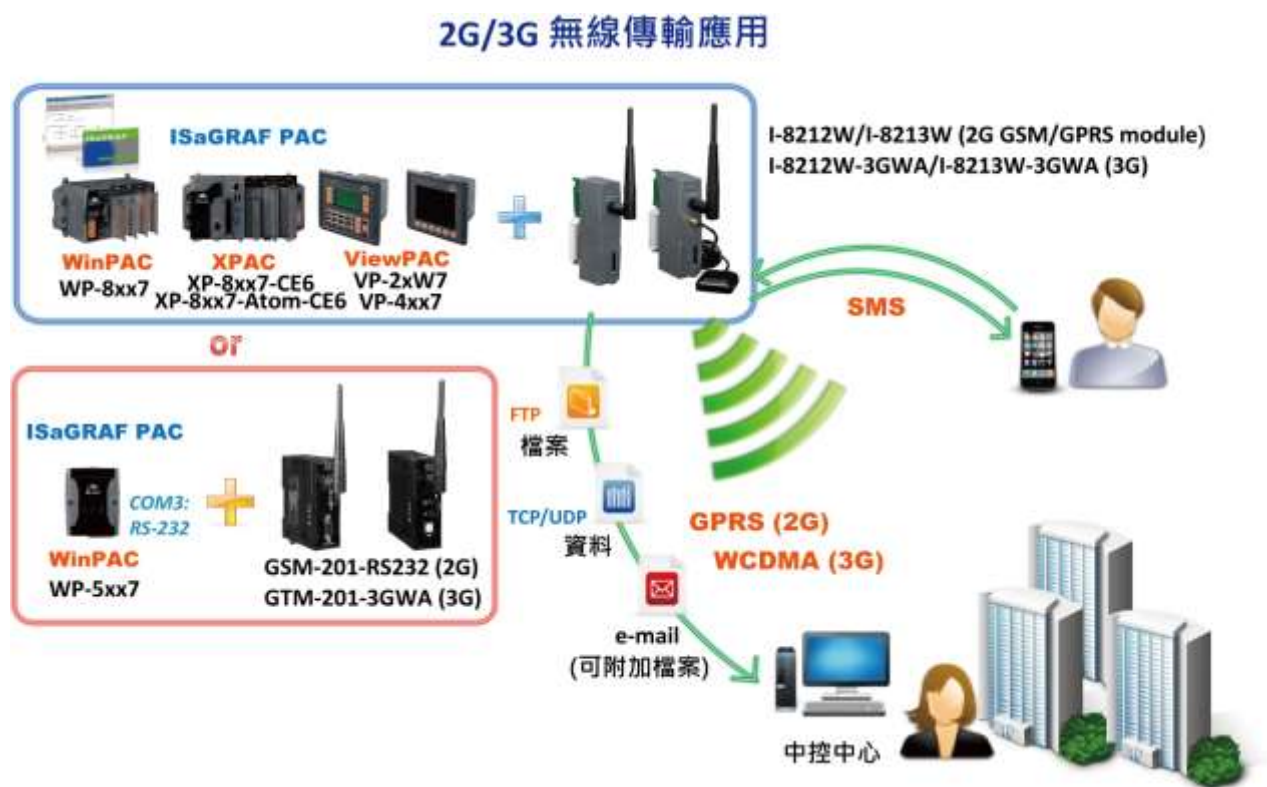 2G/3G 無線傳輸應用
ISaGRAF PAC
WinPAC
WP-8xx7
XPAC
XP-8xx7-CE6
XP-8xx7-Atom-CE6
ViewPAC
VP-2xW7
VP-4xx7
I-8212W/I-8213W (2G GSM/GPRS module)
I-8212W-3GWA/I-8213W-3GWA (3G)
SMS
or
ISaGRAF PAC
COM3:
RS-232
WinPAC
WP-5xx7
GSM-201-RS232 (2G)
GTM-201-3GWA (3G)
FTP
檔案
TCP/UDP
資料
e-mail
(可附加檔案)
GPRS (2G)
WCDMA (3G)
中控中心